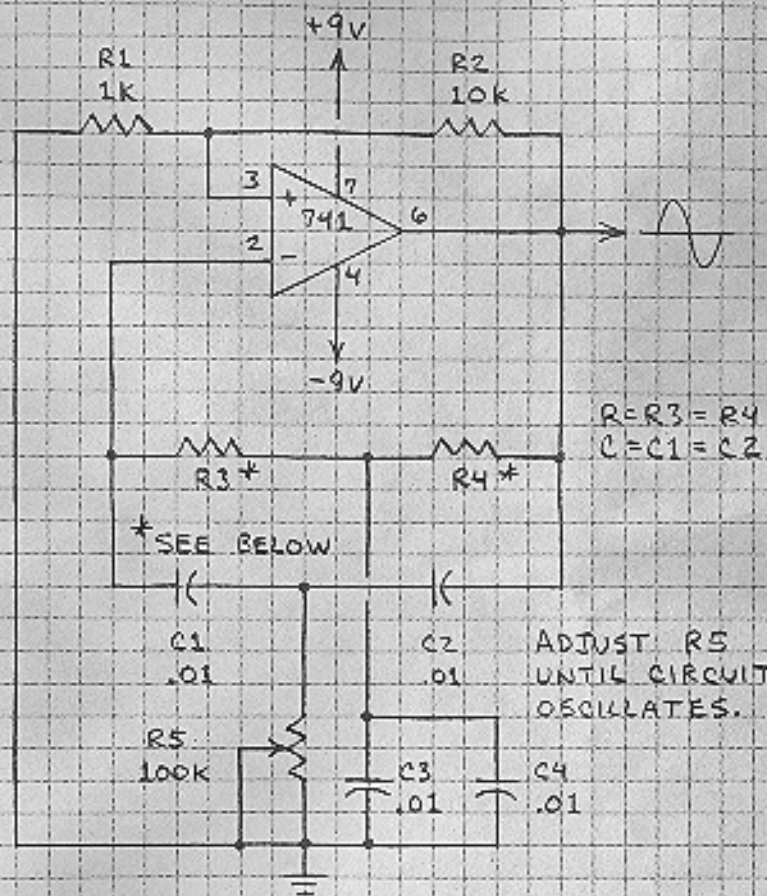 +9V
R1
1K
R2
10K
3
+
7
741
6
2
-
4
-9V
R=R3=R4
C=C1=C2
R3*
R4*
*SEE BELOW
C1
.01
C2
.01
ADJUST R5
UNTIL CIRCUIT
OSCILLATES.
R5
100K
C3
.01
C4
.01